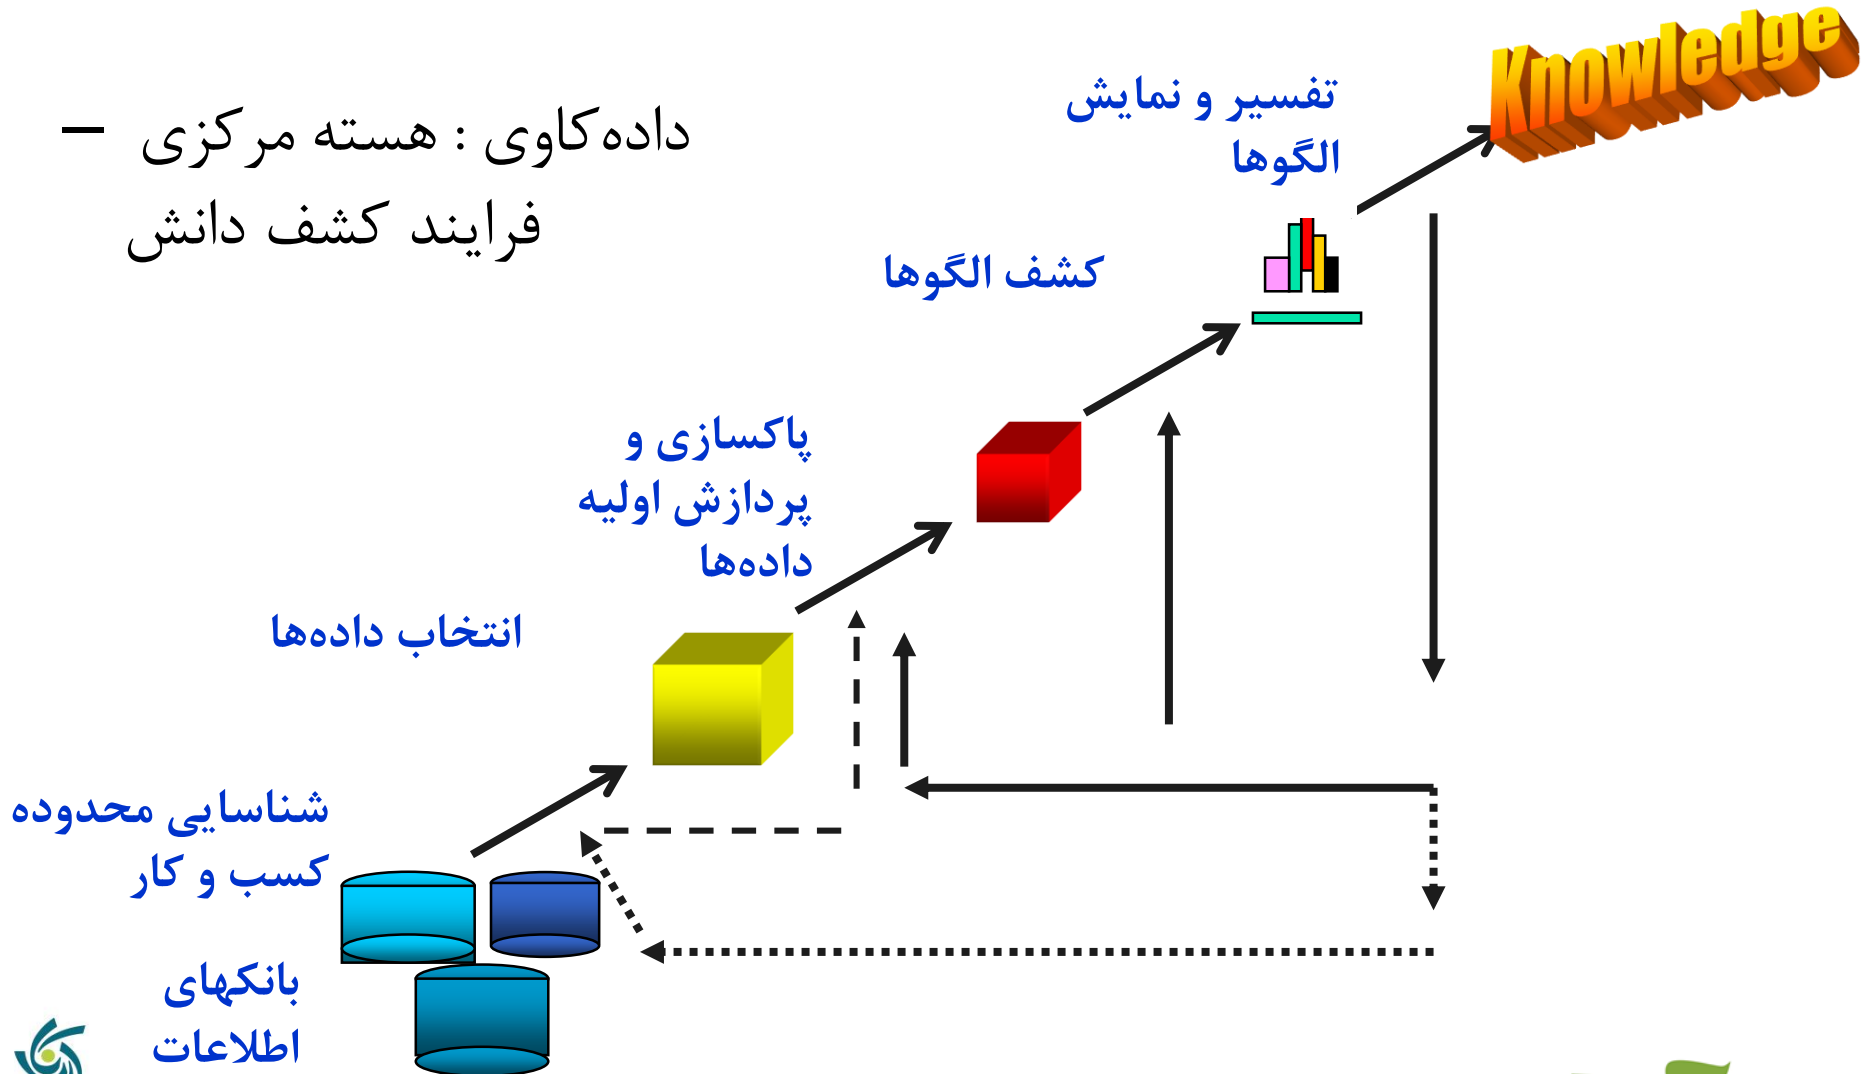 Knowledge
داده‌کاوی : هسته مرکزی –
فرایند کشف دانش
تفسیر و نمایش
الگوها
کشف الگوها
پاکسازی و
پردازش اولیه
داده‌ها
انتخاب داده‌ها
شناسایی محدوده
کسب و کار
بانکهای
اطلاعات